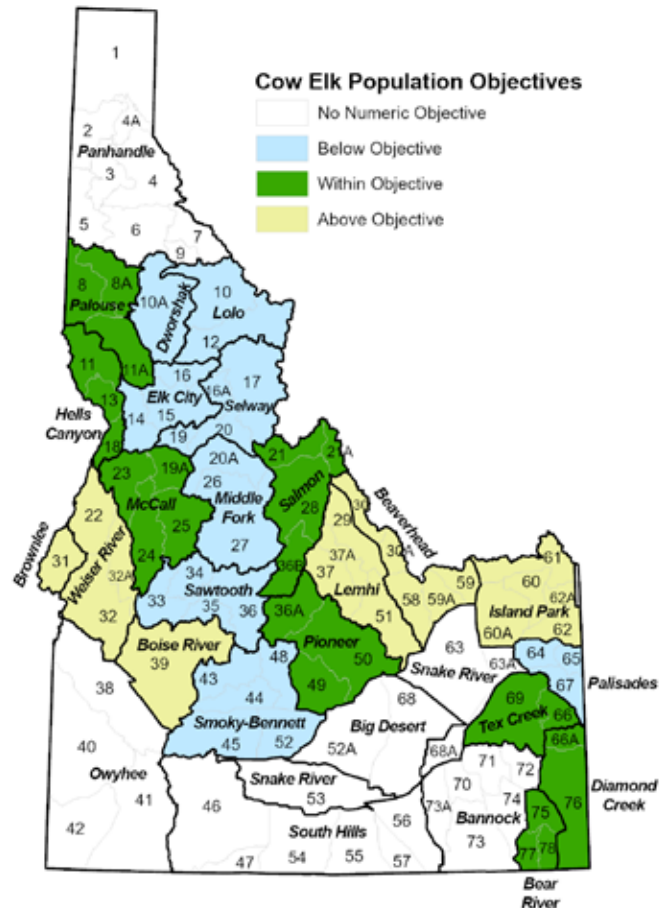 Cow Elk Population Objectives
No Numeric Objective
Below Objective
Within Objective
Above Objective
1
2
4A
Panhandle
3
4
5
6
7
9
8
8A
Palouse
10A
Dworshak
10
Lolo
12
11
11A
13
Hells
Canyon
18
16
16A
17
Elk City
Selway
14
15
19
20
23
19A
McCall
25
24
20A
26
Middle
Fork
27
21
21A
Salmon
28
36B
Beaverhead
30
30A
58
59A
59
29
37A
37
Lemhi
51
61
60
62A
Island Park
60A
62
22
Brownlee
31
Weiser River
32A
32
34
Sawtooth
33
35
36
36A
Pioneer
50
49
Boise River
39
48
43
44
Smoky-Bennett
45
52
63
63A
Snake River
64
65
67
Palisades
69
Tex Creek
66
66A
68
Big Desert
52A
68A
38
40
Owyhee
41
42
Snake River
53
46
South Hills
56
47
54
55
57
71
70
72
73A
74
Bannock
73
75
76
77
78
Diamond
Creek
Bear
River